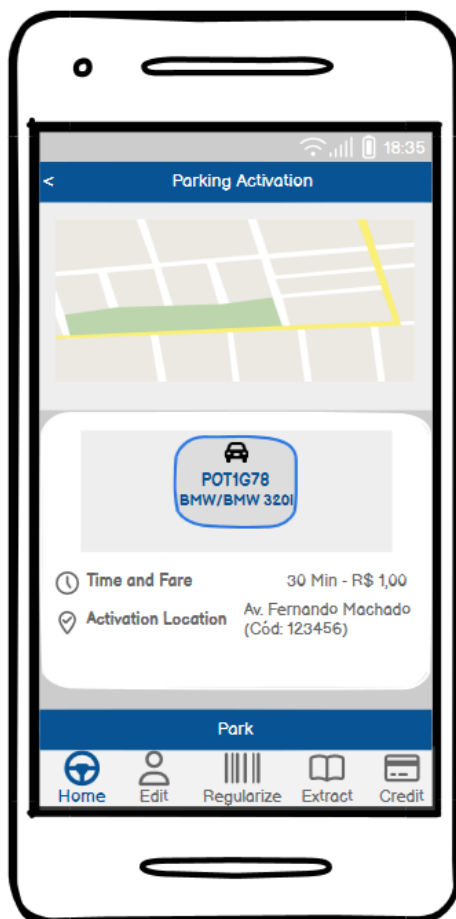 18:35
< Parking Activation
POT1G78
BMW/BMW 320I
Time and Fare 30 Min - R$ 1,00
Activation Location Av. Fernando Machado
(Cód: 123456)
Park
Home Edit Regularize Extract Credit